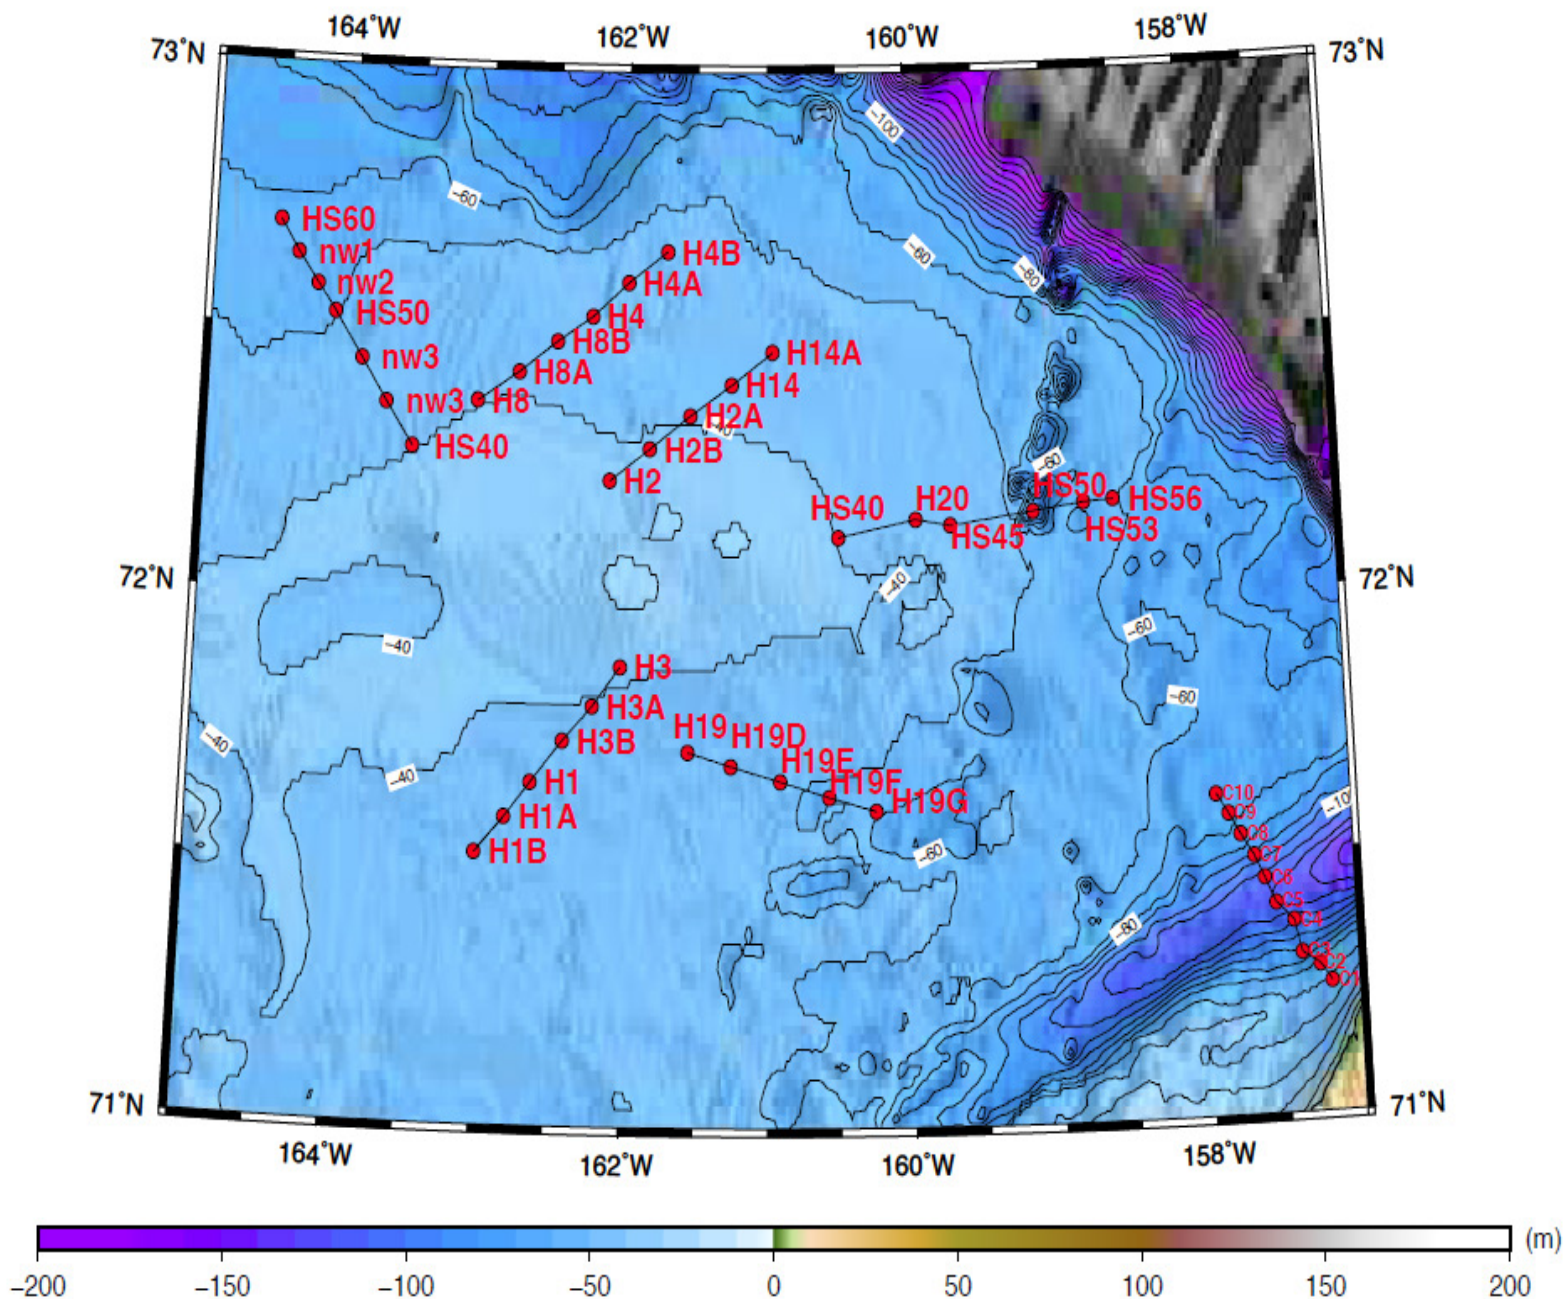 164°W 162°W 160°W 158°W
73°N 73°N
−100
−60
HS60
nw1
H4B
−60
nw2
H4A
−80
HS50
H4
H8B
nw3
H14A
H8A
H14
nw3
H8
H2A
−40
HS40
H2B
−60
H2
HS50
HS40
H20
HS56
HS45
HS53
72°N 72°N
−40
−60
−40
H3
−60
H3A
H19
−40
H3B
H19D
H19E
−40
H1
H19F
C10
−10
H19G
C9
H1A
C8
H1B
−60
C7
C6
C5
C4
−80
C3
C2
C1
71°N 71°N
164°W 162°W 160°W 158°W
(m)
−200 −150 −100 −50 0 50 100 150 200